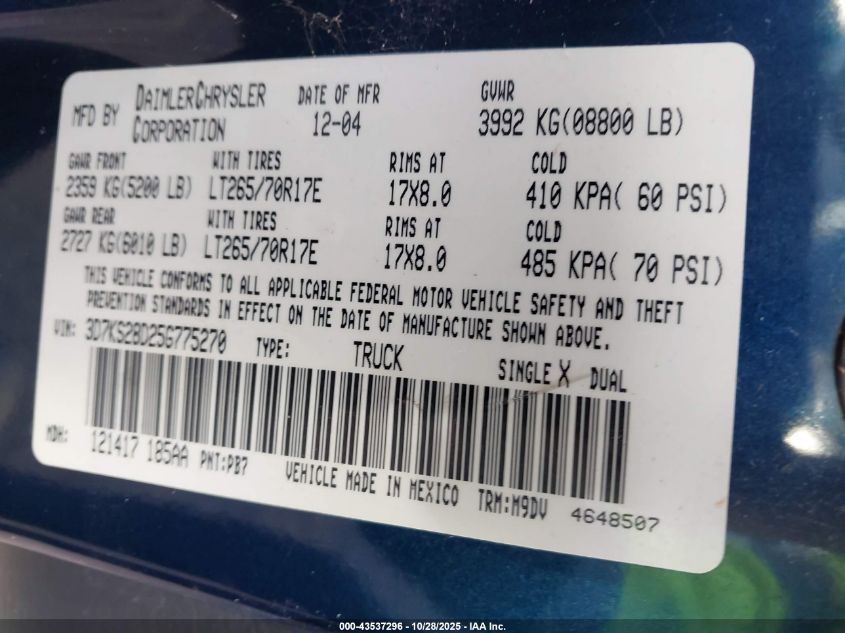 MFD BY DAIMLERCHRYSLER CORPORATION DATE OF MFR 12-04 GVWR 3992 KG(08800 LB)
GAWR FRONT WITH TIRES RIMS AT COLD
2359 KG(5200 LB) LT265/70R17E 17X8.0 410 KPA( 60 PSI)
GAWR REAR WITH TIRES RIMS AT COLD
2727 KG(6010 LB) LT265/70R17E 17X8.0 485 KPA( 70 PSI)
THIS VEHICLE CONFORMS TO ALL APPLICABLE FEDERAL MOTOR VEHICLE SAFETY AND THEFT
PREVENTION STANDARDS IN EFFECT ON THE DATE OF MANUFACTURE SHOWN ABOVE.
VIN: 3D7KS28D25G775270 TYPE: TRUCK SINGLE X DUAL
MDH: 121417 105AA PNT:PB7 VEHICLE MADE IN MEXICO TRM:M9DV 4648507
000-43537296 - 10/28/2025 - IAA Inc.